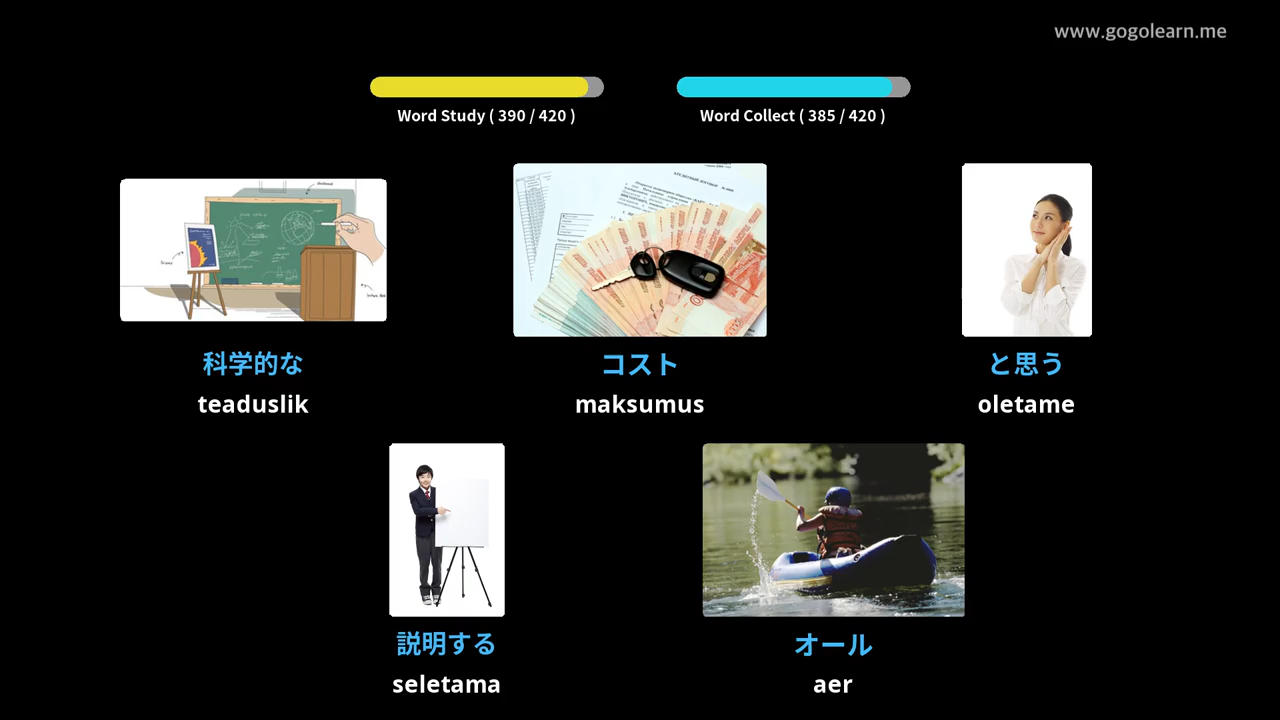 www.gogolearn.me
Word Study ( 390 / 420 )
Word Collect ( 385 / 420 )
科学的な
コスト
と思う
teaduslik
maksumus
oletame
説明する
オール
seletama
aer